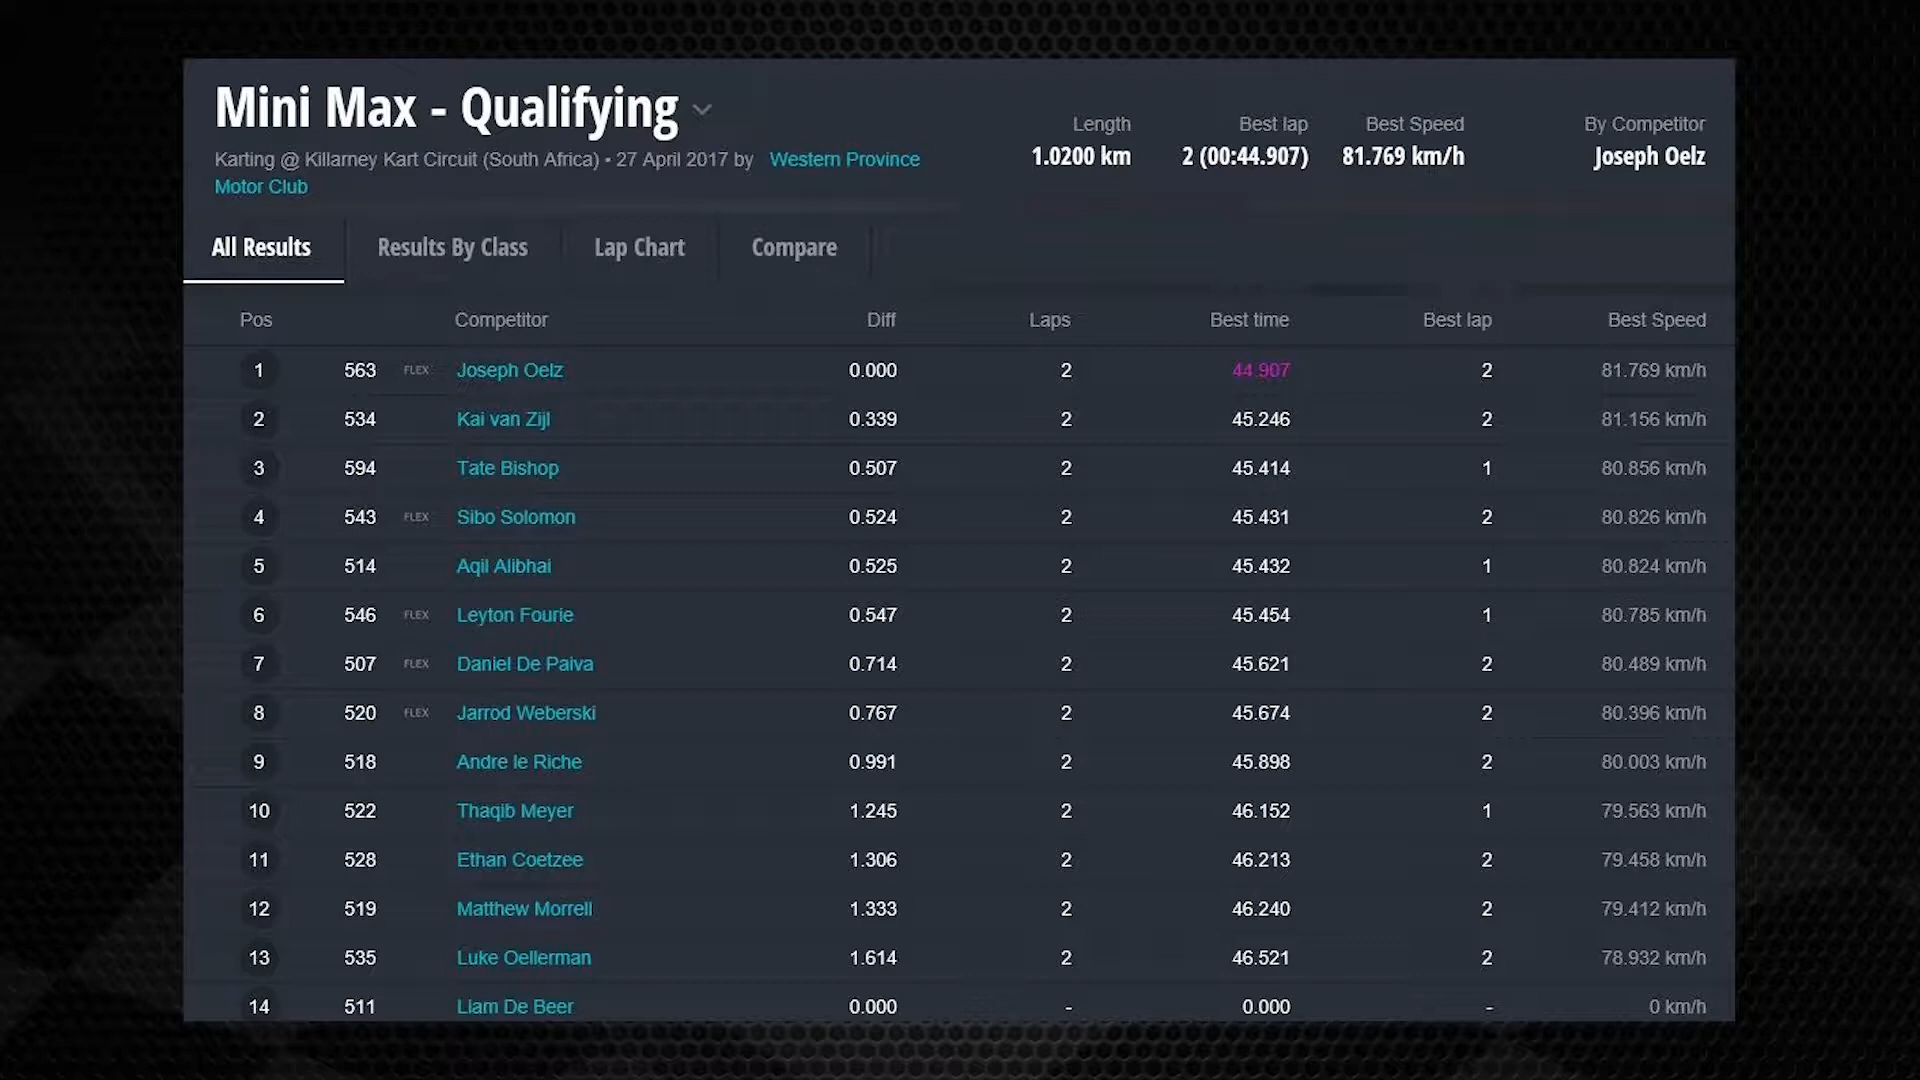 Mini Max - Qualifying
Karting @ Killarney Kart Circuit (South Africa) • 27 April 2017 by Western Province
Motor Club
Length Best lap Best Speed By Competitor
1.0200 km 2 (00:44.907) 81.769 km/h Joseph Oelz
All Results Results By Class Lap Chart Compare
Pos Competitor Diff Laps Best time Best lap Best Speed
1 563 FLEX Joseph Oelz 0.000 2 44.907 2 81.769 km/h
2 534 Kai van Zijl 0.339 2 45.246 2 81.156 km/h
3 594 Tate Bishop 0.507 2 45.414 1 80.856 km/h
4 543 FLEX Sibo Solomon 0.524 2 45.431 2 80.826 km/h
5 514 Aqil Alibhai 0.525 2 45.432 1 80.824 km/h
6 546 FLEX Leyton Fourie 0.547 2 45.454 1 80.785 km/h
7 507 FLEX Daniel De Paiva 0.714 2 45.621 2 80.489 km/h
8 520 FLEX Jarrod Weberski 0.767 2 45.674 2 80.396 km/h
9 518 Andre le Riche 0.991 2 45.898 2 80.003 km/h
10 522 Thaqib Meyer 1.245 2 46.152 1 79.563 km/h
11 528 Ethan Coetzee 1.306 2 46.213 2 79.458 km/h
12 519 Matthew Morrell 1.333 2 46.240 2 79.412 km/h
13 535 Luke Oellerman 1.614 2 46.521 2 78.932 km/h
14 511 Liam De Beer 0.000 - 0.000 - 0 km/h